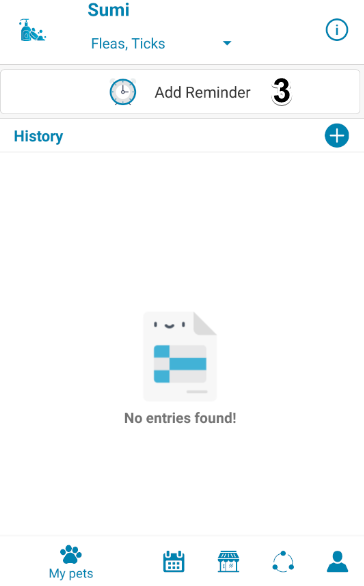 Sumi
Fleas, Ticks
Add Reminder 3
History
No entries found!
My pets